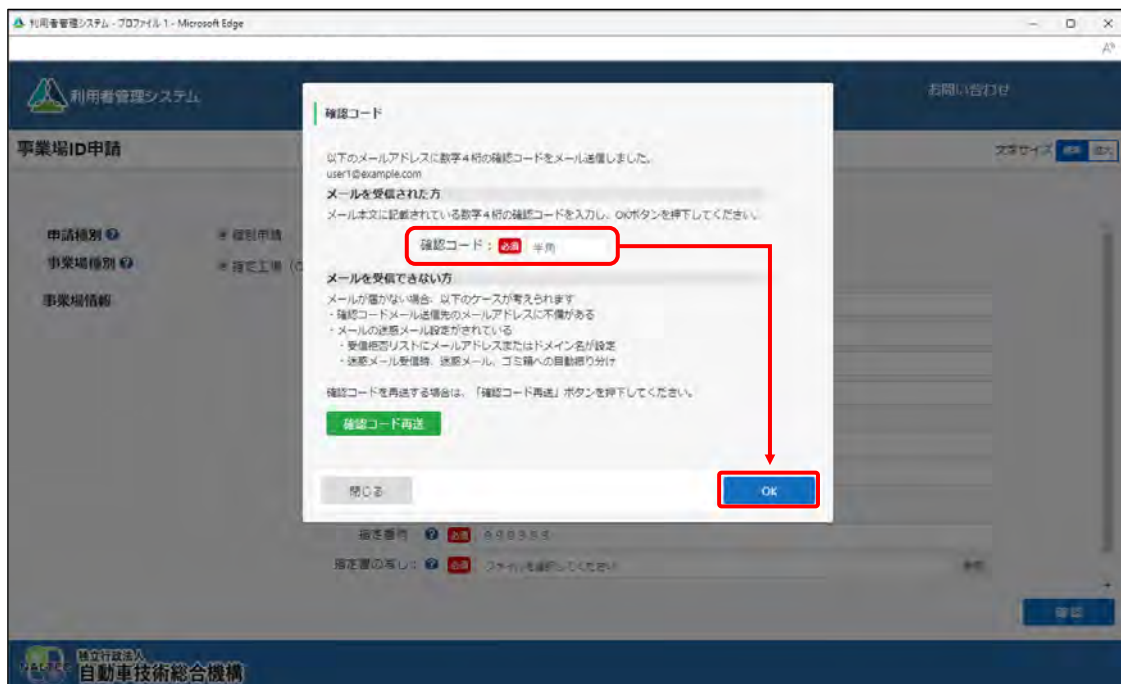 利用者管理システム - プロファイル 1 - Microsoft Edge
利用者管理システム
お問い合わせ
事業場ID申請
文字サイズ 標準 拡大
確認コード
以下のメールアドレスに数字4桁の確認コードをメール送信しました。
user1@example.com
メールを受信された方
メール本文に記載されている数字4桁の確認コードを入力し、OKボタンを押下してください。
確認コード： 必須 半角
メールを受信できない方
メールが届かない場合、以下のケースが考えられます
・確認コードメール送信先のメールアドレスに不備がある
・メールの迷惑メール設定がされている
・受信拒否リストにメールアドレスまたはドメイン名が設定
・迷惑メール受信時、迷惑メール、ゴミ箱への自動振り分け
確認コードを再送する場合は、「確認コード再送」ボタンを押下してください。
確認コード再送
閉じる
OK
申請種別
個別申請
事業場種別
指定工場
事業場情報
指定番号 必須
指定書の写し： 必須 ファイルを選択してください
参照
確認
NALTEC
独立行政法人
自動車技術総合機構